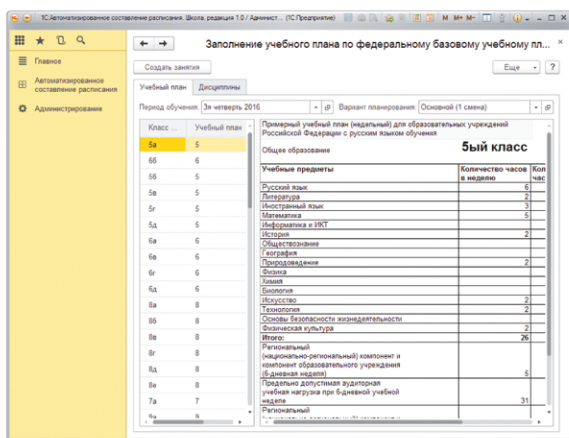 1С:Автоматизированное составление расписания. Школа, редакция 1.0 / Админист... (1С:Предприятие)
M M+ M-
Главное
Автоматизированное
составление расписания
Администрирование
Заполнение учебного плана по федеральному базовому учебному пл...
Создать занятия
Еще
?
Учебный план
Дисциплины
Период обучения:
3я четверть 2016
Вариант планирования:
Основной (1 смена)
Класс ...
Учебный план
5а 5
6б 6
5б 5
5в 5
5г 5
5д 5
6а 6
6в 6
6г 6
6д 6
8а 8
8б 8
8в 8
8г 8
8д 8
8е 8
7а 7
9а 9
Примерный учебный план (недельный) для образовательных учреждений
Российской Федерации с русским языком обучения
Общее образование
5ый класс
Учебные предметы
Количество часов
в неделю
Кол
час
Русский язык 6
Литература 2
Иностранный язык 3
Математика 5
Информатика и ИКТ
История 2
Обществознание
География
Природоведение 2
Физика
Химия
Биология
Искусство 2
Технология 2
Основы безопасности жизнедеятельности
Физическая культура 2
Итого: 26
Региональный
(национально-региональный) компонент и
компонент образовательного учреждения
(6-дневная неделя) 5
Предельно допустимая аудиторная
учебная нагрузка при 6-дневной учебной
неделе 31
Региональный